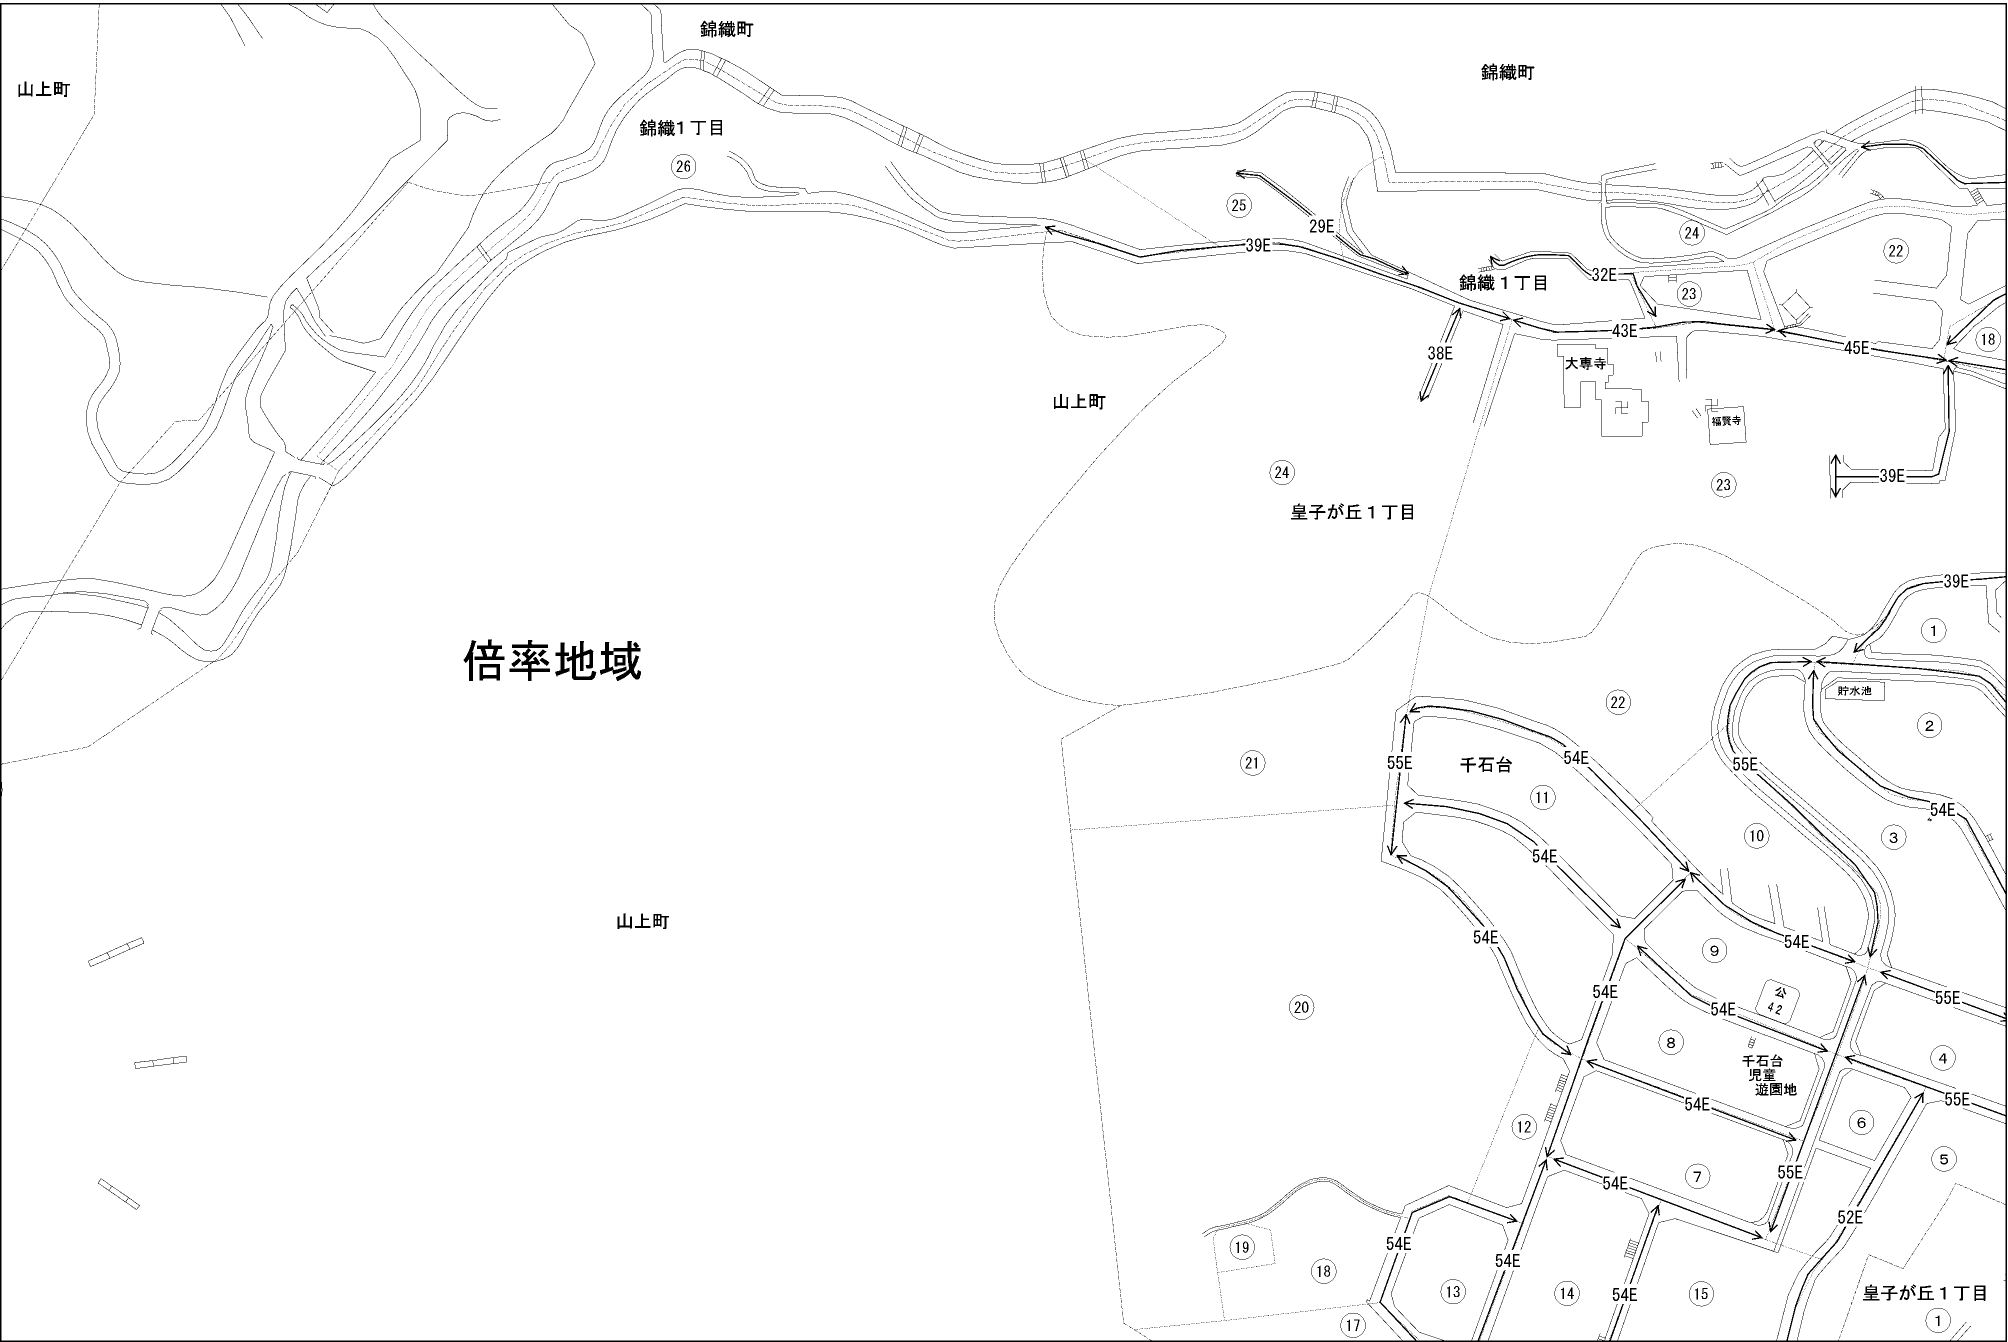 錦織町
錦織町
山上町
錦織1丁目
26
25
29E
39E
24
22
32E
錦織1丁目
23
43E
45E
18
38E
大専寺
福賢寺
山上町
24
23
39E
皇子が丘1丁目
39E
1
倍率地域
貯水池
22
2
21
55E
千石台
54E
55E
11
54E
10
3
54E
山上町
54E
9
54E
20
54E
公
42
55E
54E
8
千石台
児童
遊園地
4
54E
55E
12
6
7
55E
5
54E
52E
19
54E
54E
18
13
14
54E
15
皇子が丘1丁目
17
1